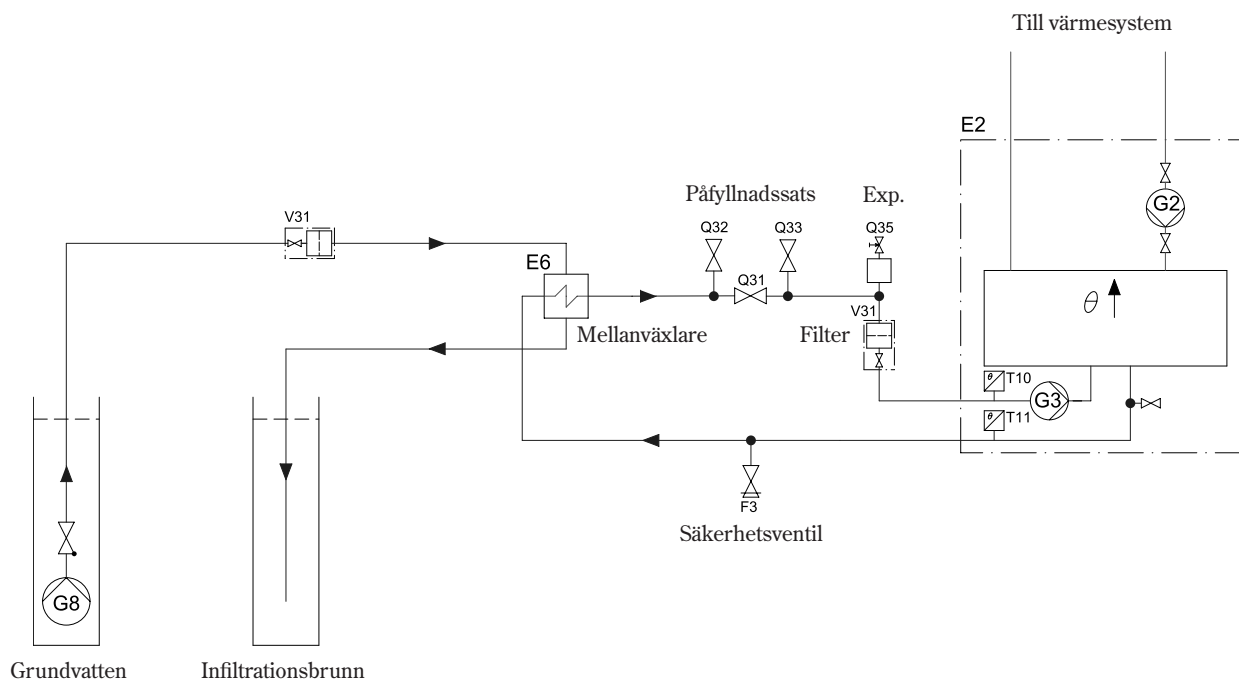 Till värmesystem
E2
G2
Påfyllnadssats
Exp.
V31
Q32
Q33
Q35
E6
Q31
V31
θ
Mellanväxlare
Filter
θ T10
G3
θ T11
F3
Säkerhetsventil
G8
Grundvatten
Infiltrationsbrunn